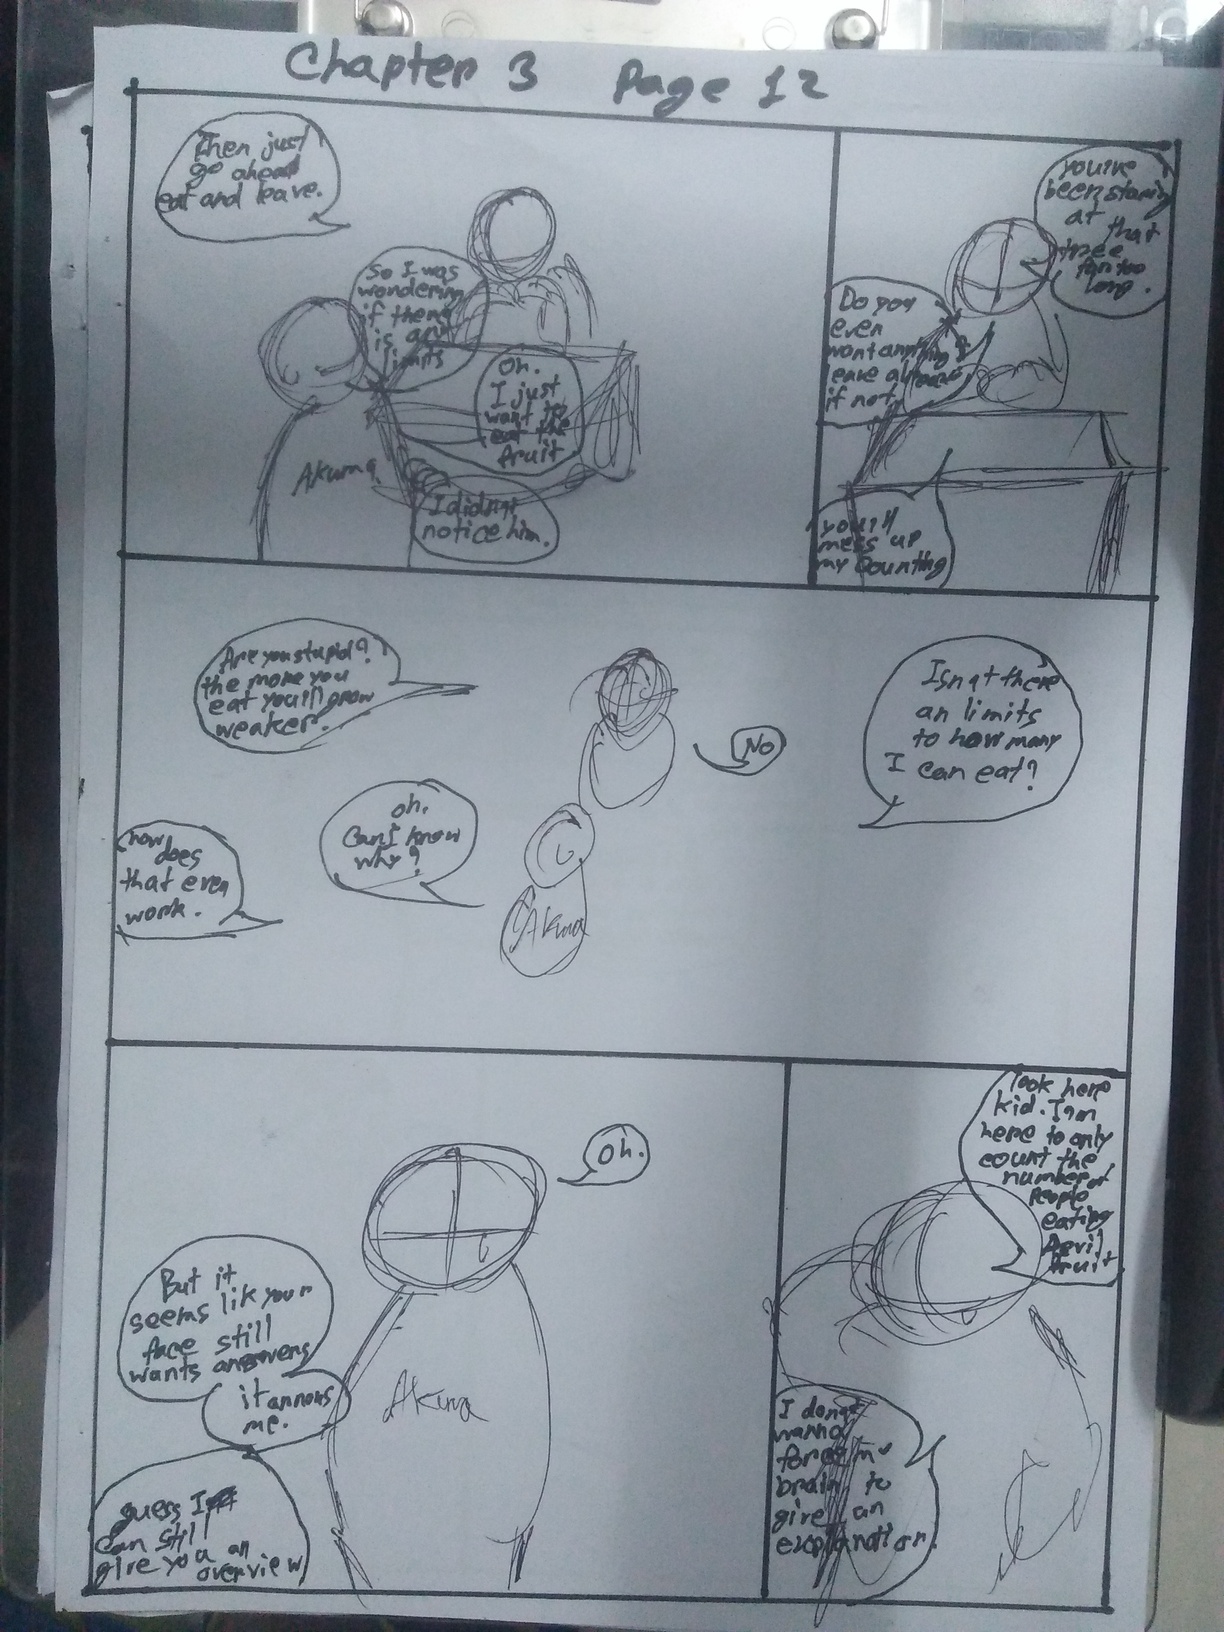 Chapter 3 Page 12
you're
been staring
at
that
tree
far too
long.
Do you
even
want anything?
leave
if not
you'll
mess up
my counting
Oh.
I just
want to
eat the
fruit
I didn't
notice him.
So I was
wondering
if there
is an
limits
Then just
go ahead
eat and leave.
Isn't there
an limits
to how many
I can eat?
No
Are you stupid?
the more you
eat you'll grow
weaker.
oh.
Can I know
why?
how
does
that even
work.
look here
kid. I'm
here to only
count the
number of
people
eating
Devil
fruit
I don't
wanna
force my
brain to
give an
explanation.
oh.
But it
seems like your
face still
wants answers
it annoys
me.
guess I
can still
give you an
overview
Akuma
Akuma
Akuma